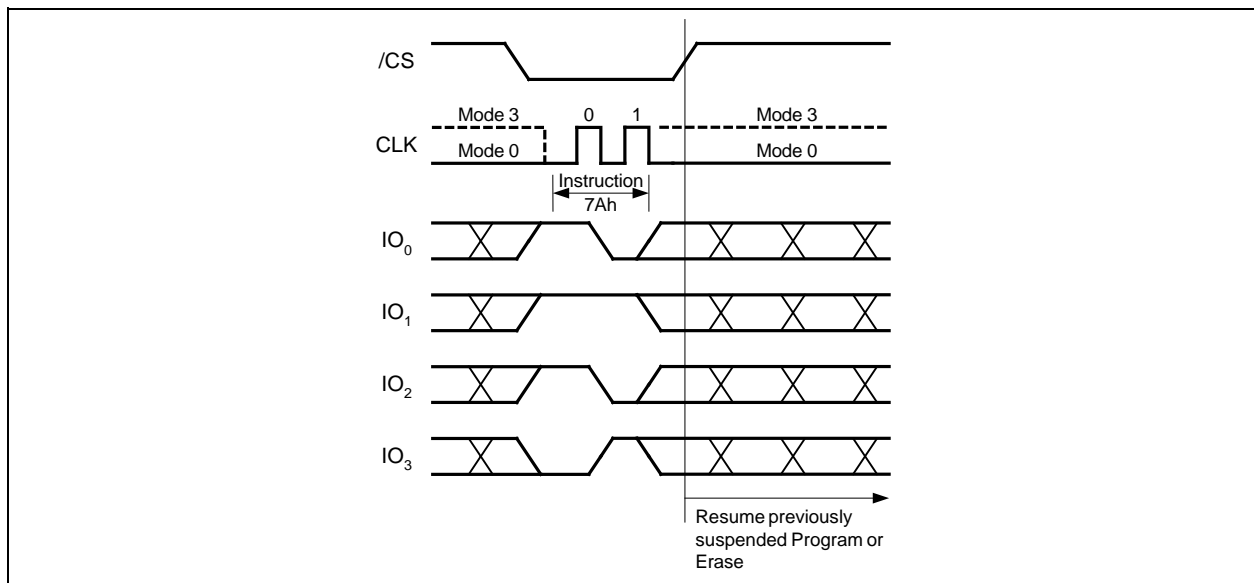 /CS
Mode 3 0 1 Mode 3
CLK
Mode 0 Mode 0
Instruction
7Ah
IO0
IO1
IO2
IO3
Resume previously
suspended Program or
Erase